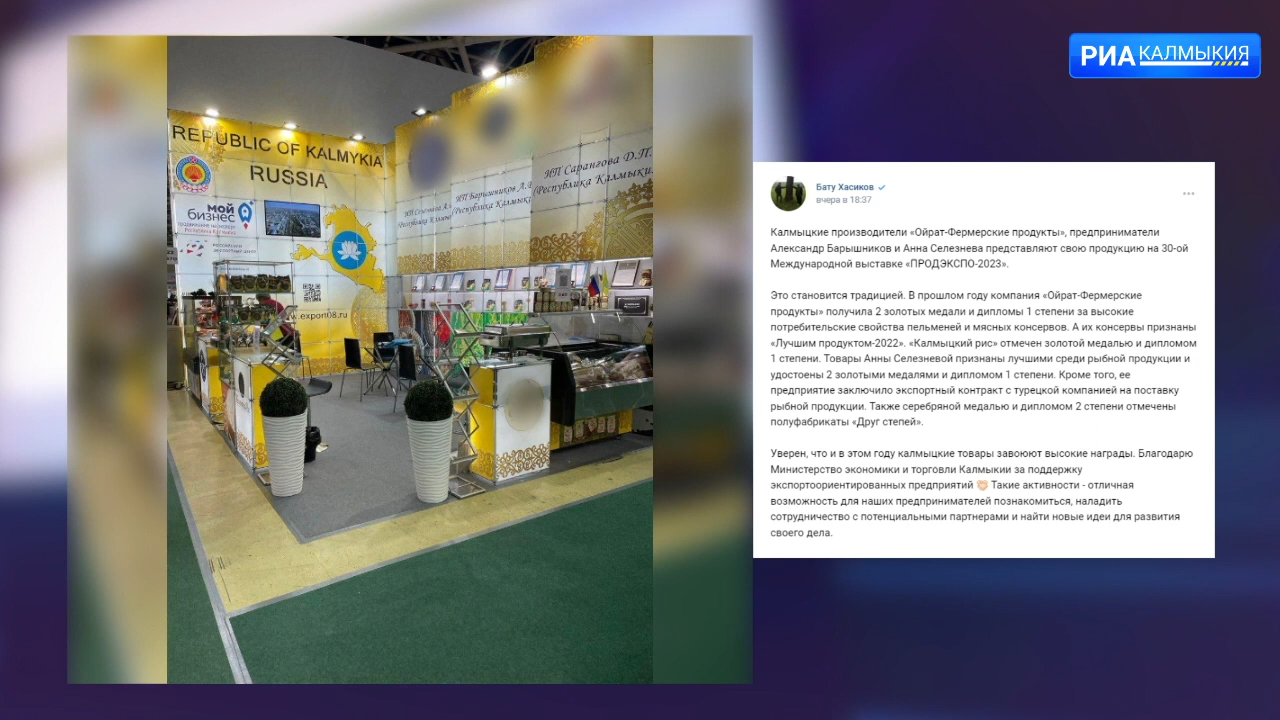 РИА КАЛМЫКИЯ
REPUBLIC OF KALMYKIA
RUSSIA
мой
бизнес
ИП Селезнева А.
(Республика Калмык
ИП Барышников А.
(Республика Калмык
ИП Сарангова Д.П.
(Республика Калмыки
w.export08.ru
Бату Хасиков
вчера в 18:37
Калмыцкие производители «Ойрат-Фермерские продукты», предприниматели
Александр Барышников и Анна Селезнева представляют свою продукцию на 30-ой
Международной выставке «ПРОДЭКСПО-2023».
Это становится традицией. В прошлом году компания «Ойрат-Фермерские
продукты» получила 2 золотых медали и дипломы 1 степени за высокие
потребительские свойства пельменей и мясных консервов. А их консервы признаны
«Лучшим продуктом-2022». «Калмыцкий рис» отмечен золотой медалью и дипломом
1 степени. Товары Анны Селезневой признаны лучшими среди рыбной продукции и
удостоены 2 золотыми медалями и дипломом 1 степени. Кроме того, ее
предприятие заключило экспортный контракт с турецкой компанией на поставку
рыбной продукции. Также серебряной медалью и дипломом 2 степени отмечены
полуфабрикаты «Друг степей».
Уверен, что и в этом году калмыцкие товары завоюют высокие награды. Благодарю
Министерство экономики и торговли Калмыкии за поддержку
экспортоориентированных предприятий Такие активности - отличная
возможность для наших предпринимателей познакомиться, наладить
сотрудничество с потенциальными партнерами и найти новые идеи для развития
своего дела.